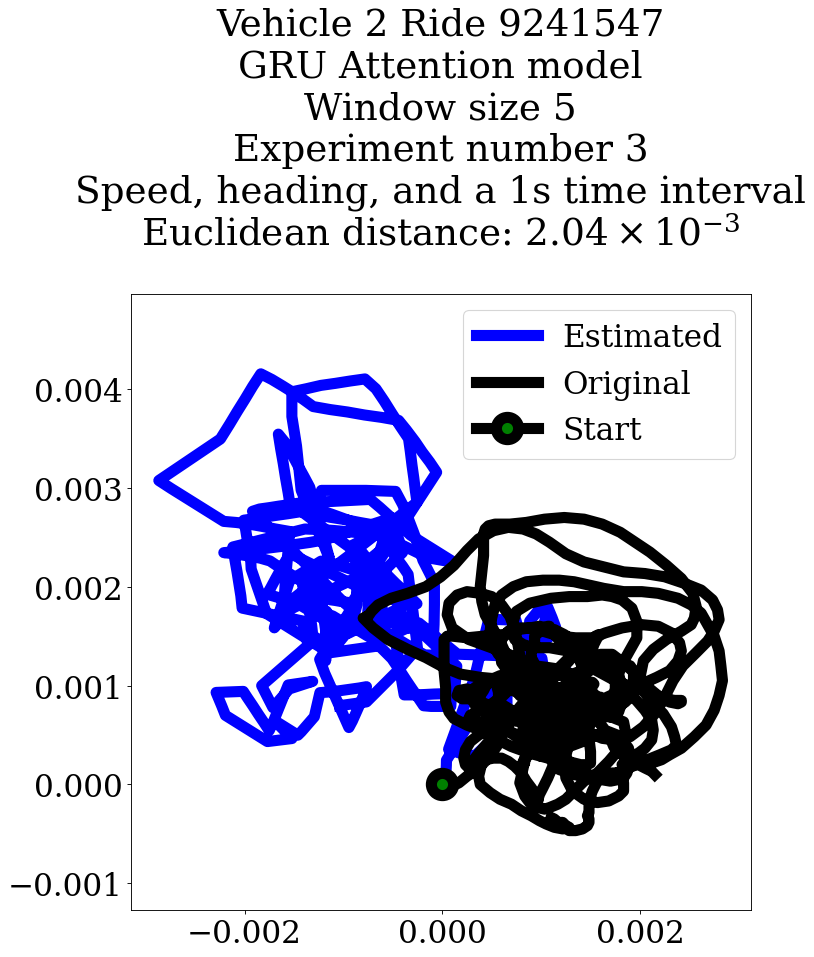 Vehicle 2 Ride 9241547
GRU Attention model
Window size 5
Experiment number 3
Speed, heading, and a 1s time interval
Euclidean distance: 2.04 × 10⁻³
Estimated
Original
Start
0.004
0.003
0.002
0.001
0.000
−0.001
−0.002
0.000
0.002